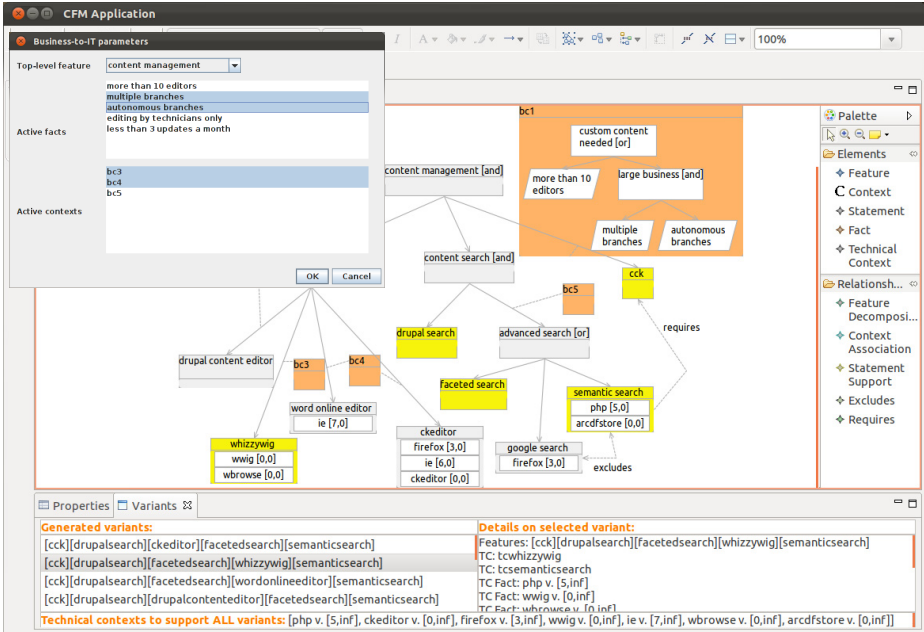 CFM Application
Business-to-IT parameters
Top-level feature
content management
Active facts
more than 10 editors
multiple branches
autonomous branches
editing by technicians only
less than 3 updates a month
Active contexts
bc3
bc4
bc5
OK
Cancel
I
A
100%
bc1
custom content
needed [or]
more than 10
editors
large business [and]
multiple
branches
autonomous
branches
content management [and]
content search [and]
cck
bc5
requires
drupal search
advanced search [or]
drupal content editor
bc3
bc4
faceted search
semantic search
php [5,0]
arcdfstore [0,0]
word online editor
ie [7,0]
ckeditor
firefox [3,0]
ie [6,0]
ckeditor [0,0]
whizzywig
wwig [0,0]
wbrowse [0,0]
google search
firefox [3,0]
excludes
Palette
Elements
Feature
C Context
Statement
Fact
Technical
Context
Relationsh...
Feature
Decomposi...
Context
Association
Statement
Support
Excludes
Requires
Properties
Variants
Generated variants:
[cck][drupalsearch][ckeditor][facetedsearch][semanticsearch]
[cck][drupalsearch][facetedsearch][whizzywig][semanticsearch]
[cck][drupalsearch][facetedsearch][wordonlineeditor][semanticsearch]
[cck][drupalsearch][drupalcontenteditor][facetedsearch][semanticsearch]
Details on selected variant:
Features: [cck][drupalsearch][facetedsearch][whizzywig][semanticsearch]
TC: tcwhizzywig
TC: tcsemanticsearch
TC Fact: php v. [5,inf]
TC Fact: wwig v. [0,inf]
TC Fact: wbrowse v. [0,inf]
Technical contexts to support ALL variants: [php v. [5,inf], ckeditor v. [0,inf], firefox v. [3,inf], wwig v. [0,inf], ie v. [7,inf], wbrowse v. [0,inf], arcdfstore v. [0,inf]]